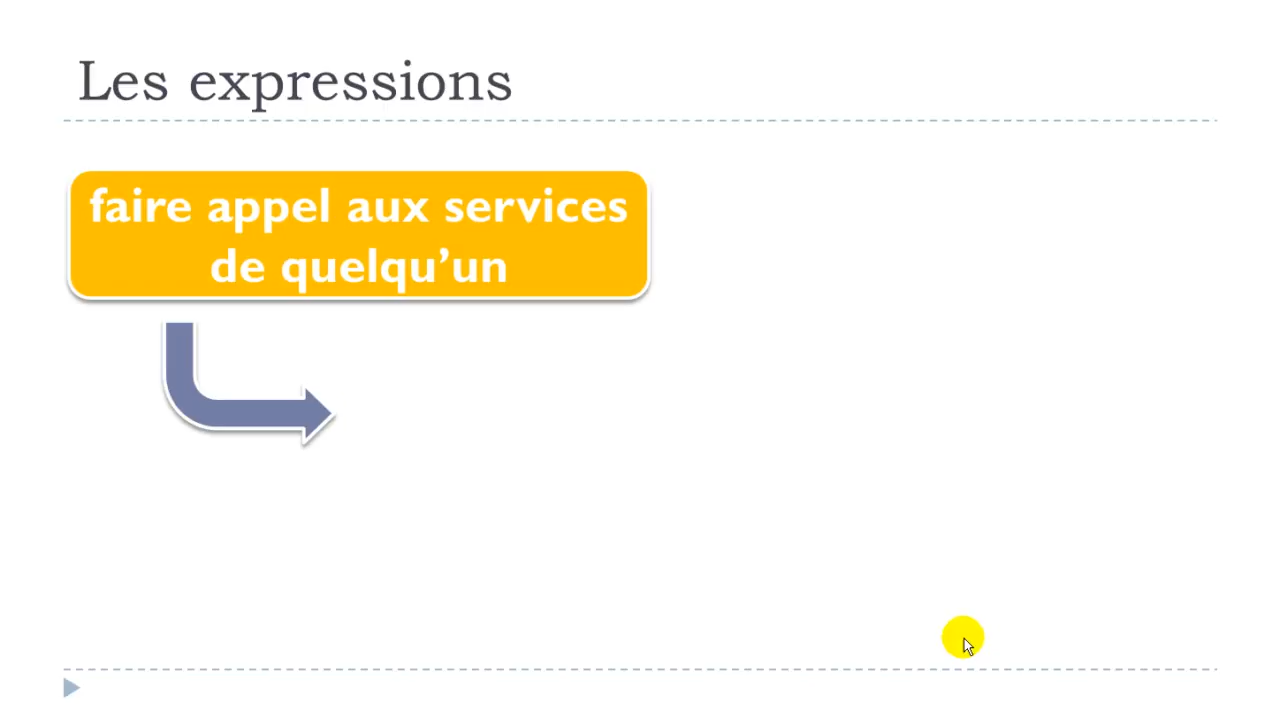 Les expressions
faire appel aux services
de quelqu’un